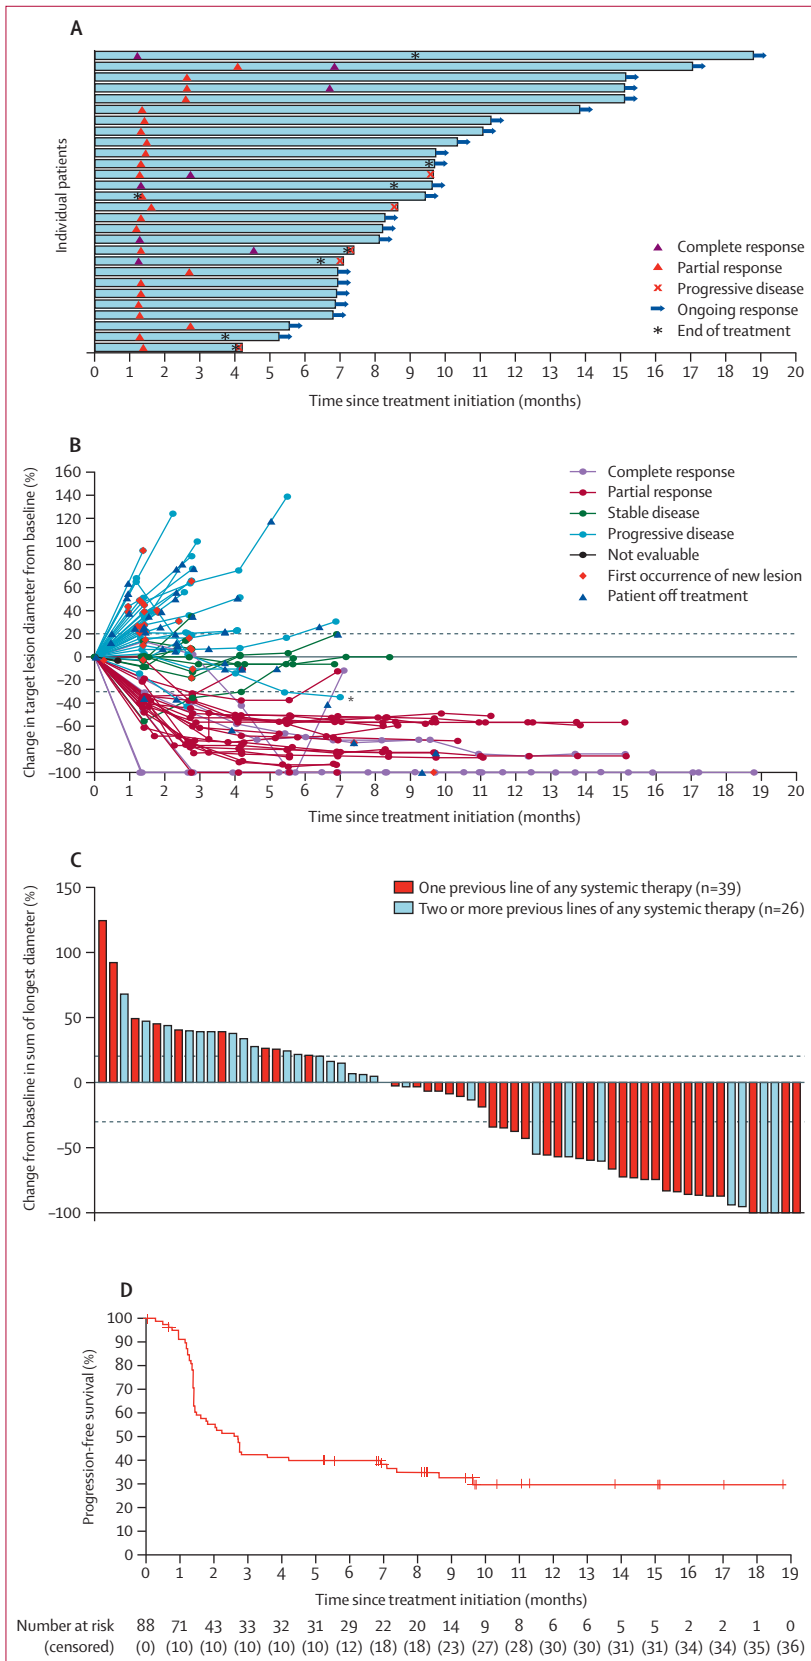 A
Individual patients
Complete response
Partial response
Progressive disease
Ongoing response
End of treatment
0 1 2 3 4 5 6 7 8 9 10 11 12 13 14 15 16 17 18 19 20
Time since treatment initiation (months)
B
Change in target lesion diameter from baseline (%)
160
140
120
100
80
60
40
20
0
−20
−40
−60
−80
−100
Complete response
Partial response
Stable disease
Progressive disease
Not evaluable
First occurrence of new lesion
Patient off treatment
*
0 1 2 3 4 5 6 7 8 9 10 11 12 13 14 15 16 17 18 19 20
Time since treatment initiation (months)
C
Change from baseline in sum of longest diameter (%)
150
100
50
0
−50
−100
One previous line of any systemic therapy (n=39)
Two or more previous lines of any systemic therapy (n=26)
D
Progression-free survival (%)
100
90
80
70
60
50
40
30
20
10
0
0 1 2 3 4 5 6 7 8 9 10 11 12 13 14 15 16 17 18 19
Time since treatment initiation (months)
Number at risk 88 71 43 33 32 31 29 22 20 14 9 8 6 6 5 5 2 2 1 0
(censored) (0) (10) (10) (10) (10) (10) (12) (18) (18) (23) (27) (28) (30) (30) (31) (31) (34) (34) (35) (36)